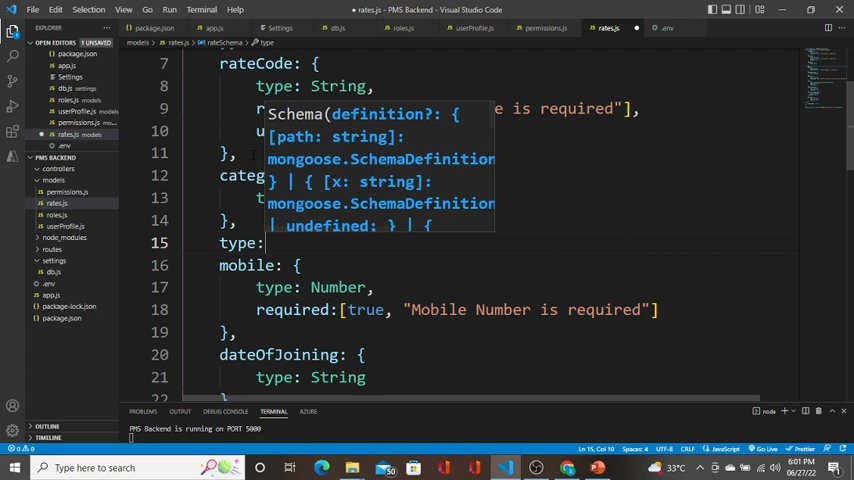 File Edit Selection View Go Run Terminal Help
● rates.js - PMS Backend - Visual Studio Code
EXPLORER
package.json
app.js
Settings
db.js
roles.js
userProfile.js
permissions.js
rates.js ●
.env
models > rates.js > rateSchema > type
OPEN EDITORS 1 UNSAVED
package.json
app.js
Settings
db.js settings
roles.js models
userProfile.js
permissions.js
● rates.js models
.env
PMS BACKEND
controllers
models
permissions.js
rates.js
roles.js
userProfile.js
node_modules
routes
settings
db.js
.env
app.js
package-lock.json
package.json
OUTLINE
TIMELINE
7 rateCode: {
8 type: String,
9 e is required"],
10
11 },
12 categ
13
14 },
15 type:
16 mobile: {
17 type: Number,
18 required:[true, "Mobile Number is required"]
19 },
20 dateOfJoining: {
21 type: String
22
Schema(definition?: {
[path: string]:
mongoose.SchemaDefinition
} | { [x: string]:
mongoose.SchemaDefinition
| undefined; } | {
PROBLEMS OUTPUT DEBUG CONSOLE TERMINAL AZURE
node
PMS Backend is running on PORT 5000
0 0
Ln 15, Col 10 Spaces: 4 UTF-8 CRLF JavaScript Go Live Prettier
Type here to search
50
33°C
6:01 PM
06/27/22